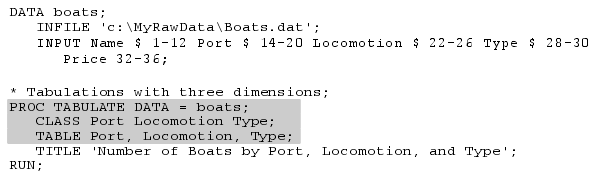 DATA boats;
INFILE 'c:\MyRawData\Boats.dat';
INPUT Name $ 1-12 Port $ 14-20 Locomotion $ 22-26 Type $ 28-30
Price 32-36;
* Tabulations with three dimensions;
PROC TABULATE DATA = boats;
CLASS Port Locomotion Type;
TABLE Port, Locomotion, Type;
TITLE 'Number of Boats by Port, Locomotion, and Type';
RUN;